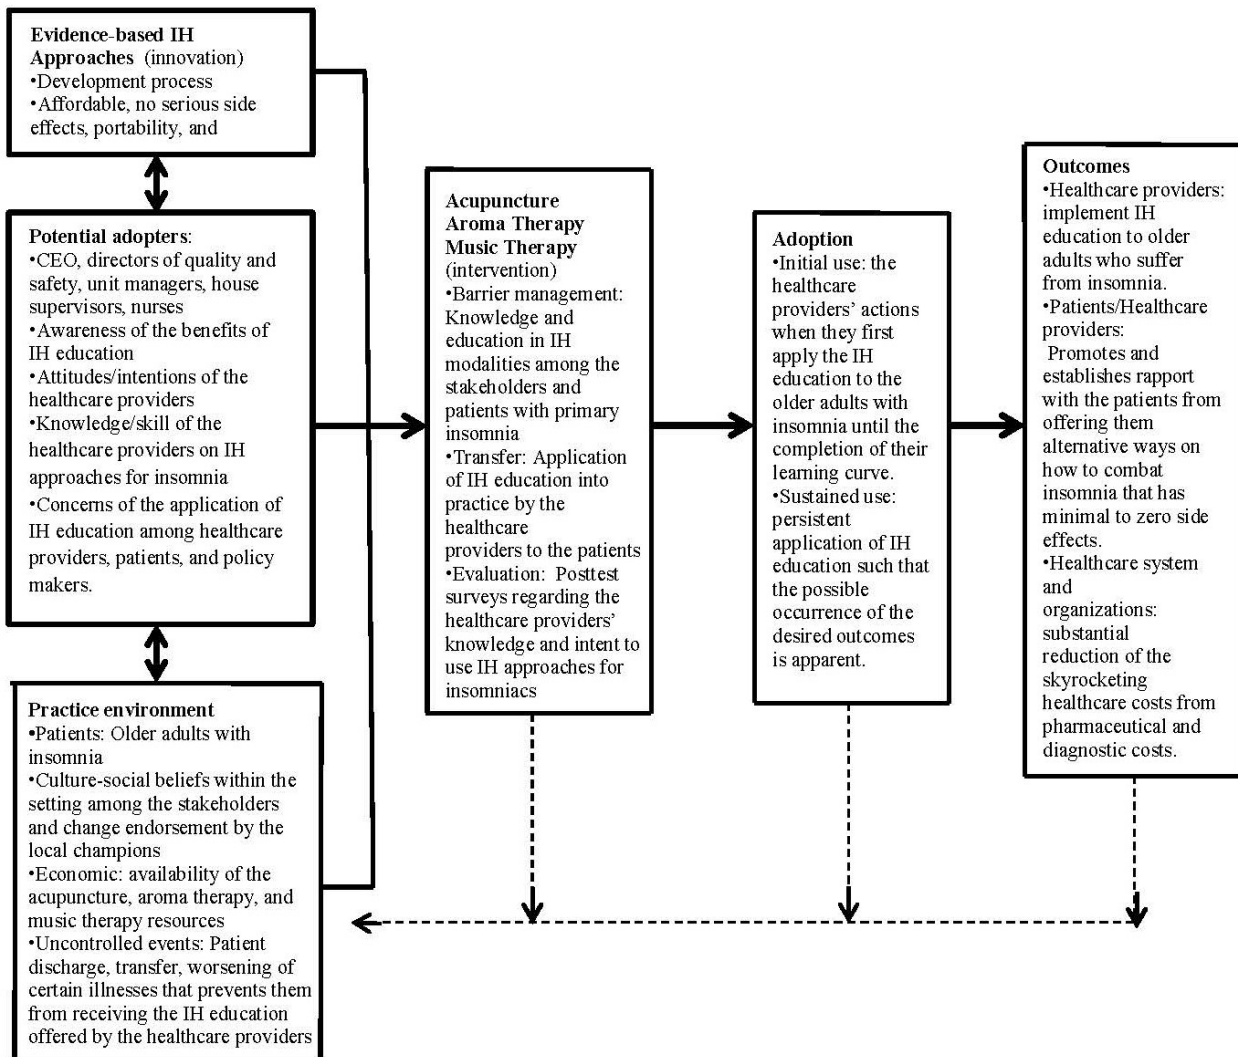 Evidence-based IH
Approaches (innovation)
•Development process
•Affordable, no serious side
effects, portability, and
Potential adopters:
•CEO, directors of quality and
safety, unit managers, house
supervisors, nurses
•Awareness of the benefits of
IH education
•Attitudes/intentions of the
healthcare providers
•Knowledge/skill of the
healthcare providers on IH
approaches for insomnia
•Concerns of the application of
IH education among healthcare
providers, patients, and policy
makers.
Practice environment
•Patients: Older adults with
insomnia
•Culture-social beliefs within the
setting among the stakeholders
and change endorsement by the
local champions
•Economic: availability of the
acupuncture, aroma therapy, and
music therapy resources
•Uncontrolled events: Patient
discharge, transfer, worsening of
certain illnesses that prevents them
from receiving the IH education
offered by the healthcare providers
Acupuncture
Aroma Therapy
Music Therapy
(intervention)
•Barrier management:
Knowledge and
education in IH
modalities among the
stakeholders and
patients with primary
insomnia
•Transfer: Application
of IH education into
practice by the
healthcare
providers to the patients
•Evaluation: Posttest
surveys regarding the
healthcare providers’
knowledge and intent to
use IH approaches for
insomniacs
Adoption
•Initial use: the
healthcare
providers’ actions
when they first
apply the IH
education to the
older adults with
insomnia until the
completion of their
learning curve.
•Sustained use:
persistent
application of IH
education such that
the possible
occurrence of the
desired outcomes
is apparent.
Outcomes
•Healthcare providers:
implement IH
education to older
adults who suffer
from insomnia.
•Patients/Healthcare
providers:
Promotes and
establishes rapport
with the patients from
offering them
alternative ways on
how to combat
insomnia that has
minimal to zero side
effects.
•Healthcare system
and
organizations:
substantial
reduction of the
skyrocketing
healthcare costs from
pharmaceutical and
diagnostic costs.